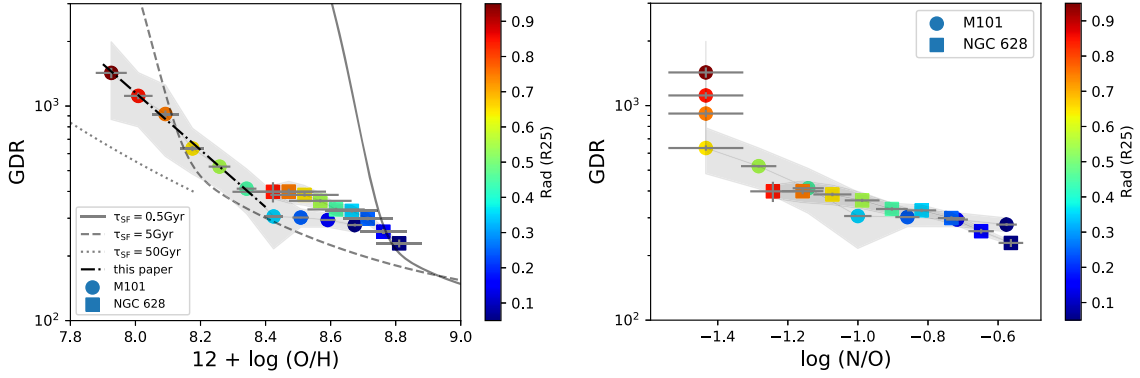 GDR
10³
10²
7.8 8.0 8.2 8.4 8.6 8.8 9.0
12 + log (O/H)
τSF = 0.5Gyr
τSF = 5Gyr
τSF = 50Gyr
this paper
M101
NGC 628
0.9
0.8
0.7
0.6
0.5
0.4
0.3
0.2
0.1
Rad (R25)
GDR
10³
10²
−1.4 −1.2 −1.0 −0.8 −0.6
log (N/O)
M101
NGC 628
0.9
0.8
0.7
0.6
0.5
0.4
0.3
0.2
0.1
Rad (R25)